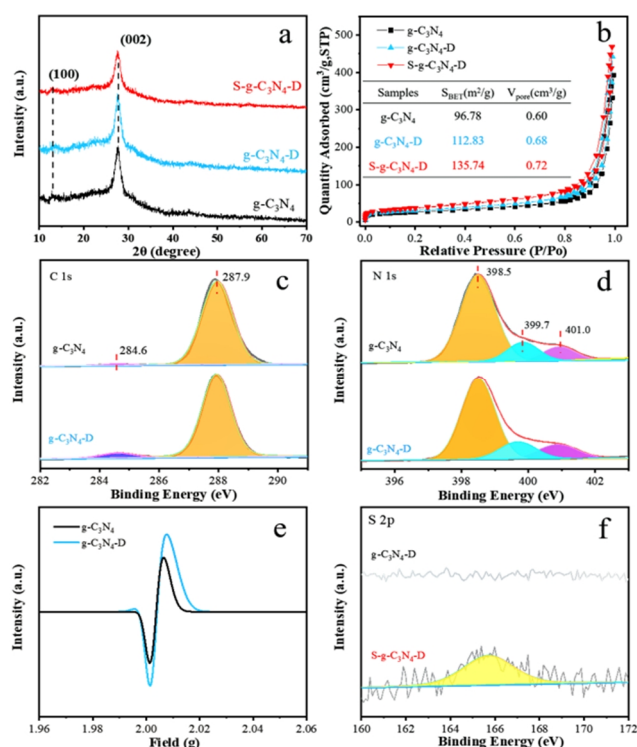 a
(002)
(100)
S-g-C₃N₄-D
g-C₃N₄-D
g-C₃N₄
Intensity (a.u.)
10 20 30 40 50 60 70
2θ (degree)
b
g-C₃N₄
g-C₃N₄-D
S-g-C₃N₄-D
Samples S_BET(m²/g) V_pore(cm³/g)
g-C₃N₄ 96.78 0.60
g-C₃N₄-D 112.83 0.68
S-g-C₃N₄-D 135.74 0.72
Quantity Adsorbed (cm³/g,STP)
500
400
300
200
100
0
0.0 0.2 0.4 0.6 0.8 1.0
Relative Pressure (P/Po)
C 1s
c
287.9
284.6
g-C₃N₄
g-C₃N₄-D
Intensity (a.u.)
282 284 286 288 290
Binding Energy (eV)
N 1s
d
398.5
399.7
401.0
g-C₃N₄
g-C₃N₄-D
Intensity (a.u.)
396 398 400 402
Binding Energy (eV)
e
g-C₃N₄
g-C₃N₄-D
Intensity (a.u.)
1.96 1.98 2.00 2.02 2.04 2.06
Field (g)
S 2p
f
g-C₃N₄-D
S-g-C₃N₄-D
Intensity (a.u.)
160 162 164 166 168 170 172
Binding Energy (eV)